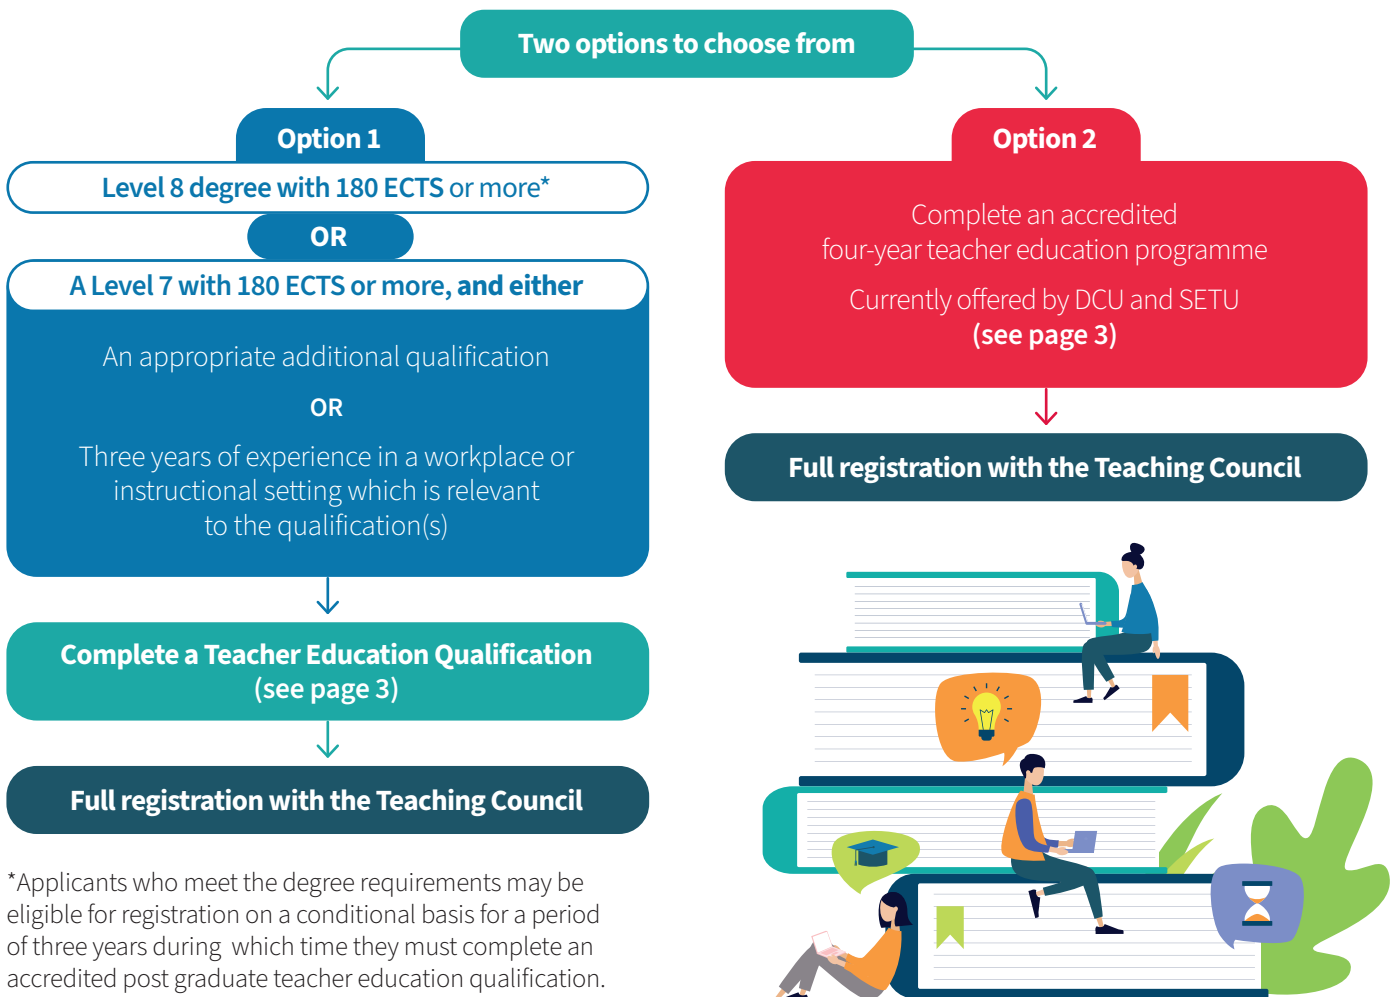 Two options to choose from
Option 1
Level 8 degree with 180 ECTS or more*
OR
A Level 7 with 180 ECTS or more, and either
An appropriate additional qualification
OR
Three years of experience in a workplace or
instructional setting which is relevant
to the qualification(s)
Complete a Teacher Education Qualification
(see page 3)
Full registration with the Teaching Council
*Applicants who meet the degree requirements may be
eligible for registration on a conditional basis for a period
of three years during  which time they must complete an
accredited post graduate teacher education qualification.
Option 2
Complete an accredited
four-year teacher education programme
Currently offered by DCU and SETU
(see page 3)
Full registration with the Teaching Council